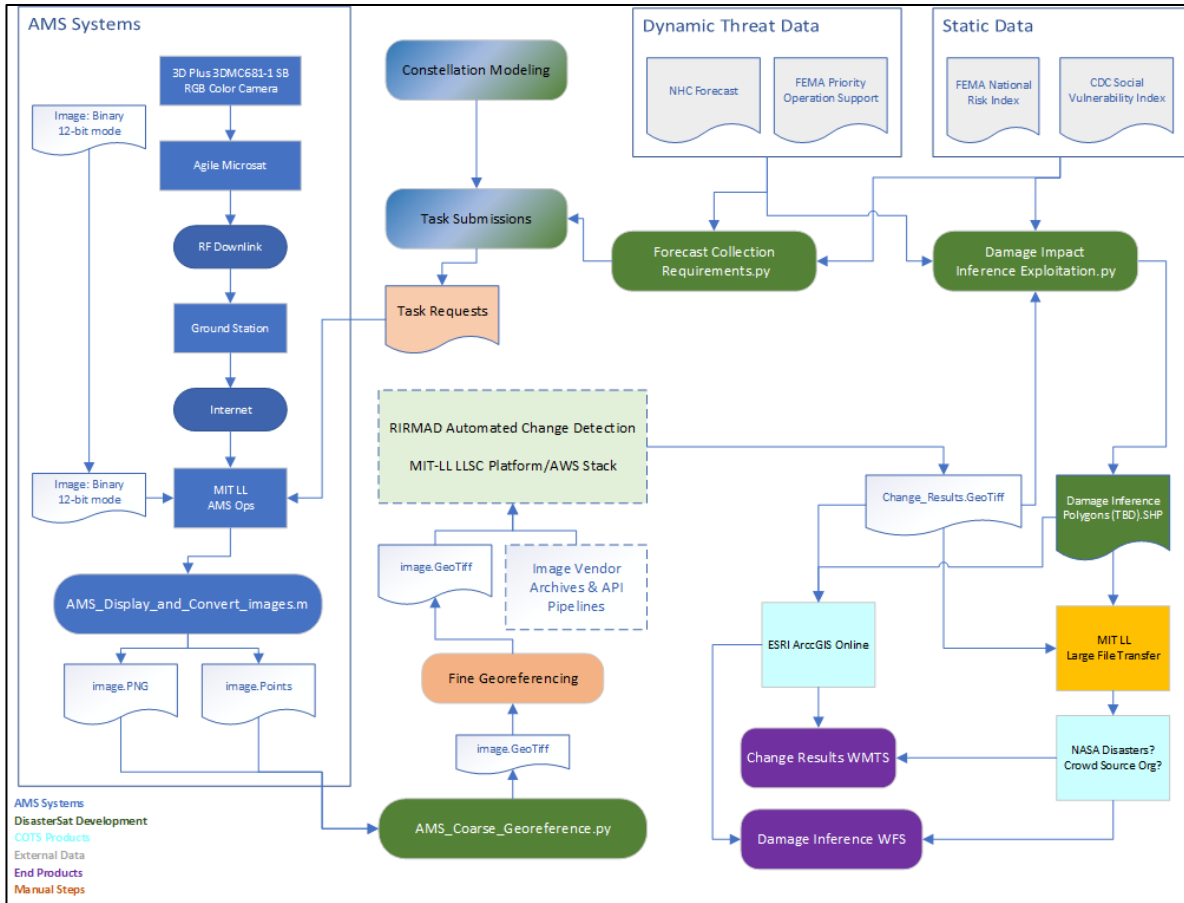 AMS Systems
3D Plus 3DMC681-1 SB
RGB Color Camera
Image: Binary
12-bit mode
Agile Microsat
RF Downlink
Ground Station
Internet
Image: Binary
12-bit mode
MIT LL
AMS Ops
AMS_Display_and_Convert_images.m
image.PNG
image.Points
AMS Systems
DisasterSat Development
COTS Products
External Data
End Products
Manual Steps
Constellation Modeling
Task Submissions
Task Requests
RIRMAD Automated Change Detection
MIT-LL LLSC Platform/AWS Stack
image.GeoTiff
Image Vendor
Archives & API
Pipelines
Fine Georeferencing
image.GeoTiff
AMS_Coarse_Georeference.py
Dynamic Threat Data
NHC Forecast
FEMA Priority
Operation Support
Static Data
FEMA National
Risk Index
CDC Social
Vulnerability Index
Forecast Collection
Requirements.py
Damage Impact
Inference Exploitation.py
Change_Results.GeoTiff
Damage Inference
Polygons (TBD).SHP
ESRI ArccGIS Online
MIT LL
Large File Transfer
Change Results WMTS
NASA Disasters?
Crowd Source Org?
Damage Inference WFS